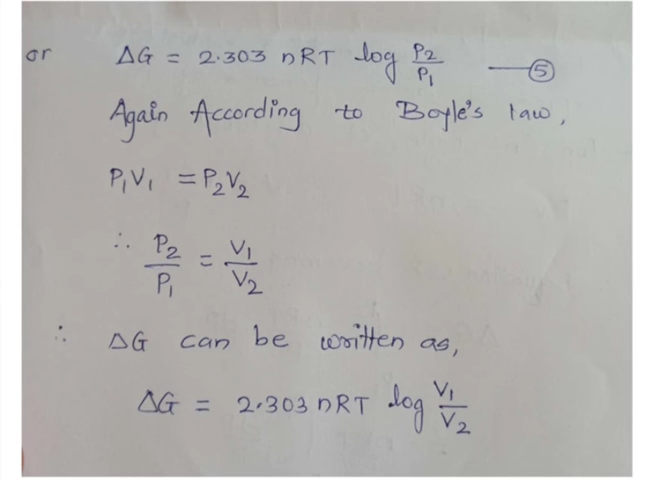 or ΔG = 2.303 nRT log P₂/P₁ —⑤
Again According to Boyle's law,
P₁V₁ = P₂V₂
∴ P₂/P₁ = V₁/V₂
∴ ΔG can be written as,
ΔG = 2.303 nRT log V₁/V₂